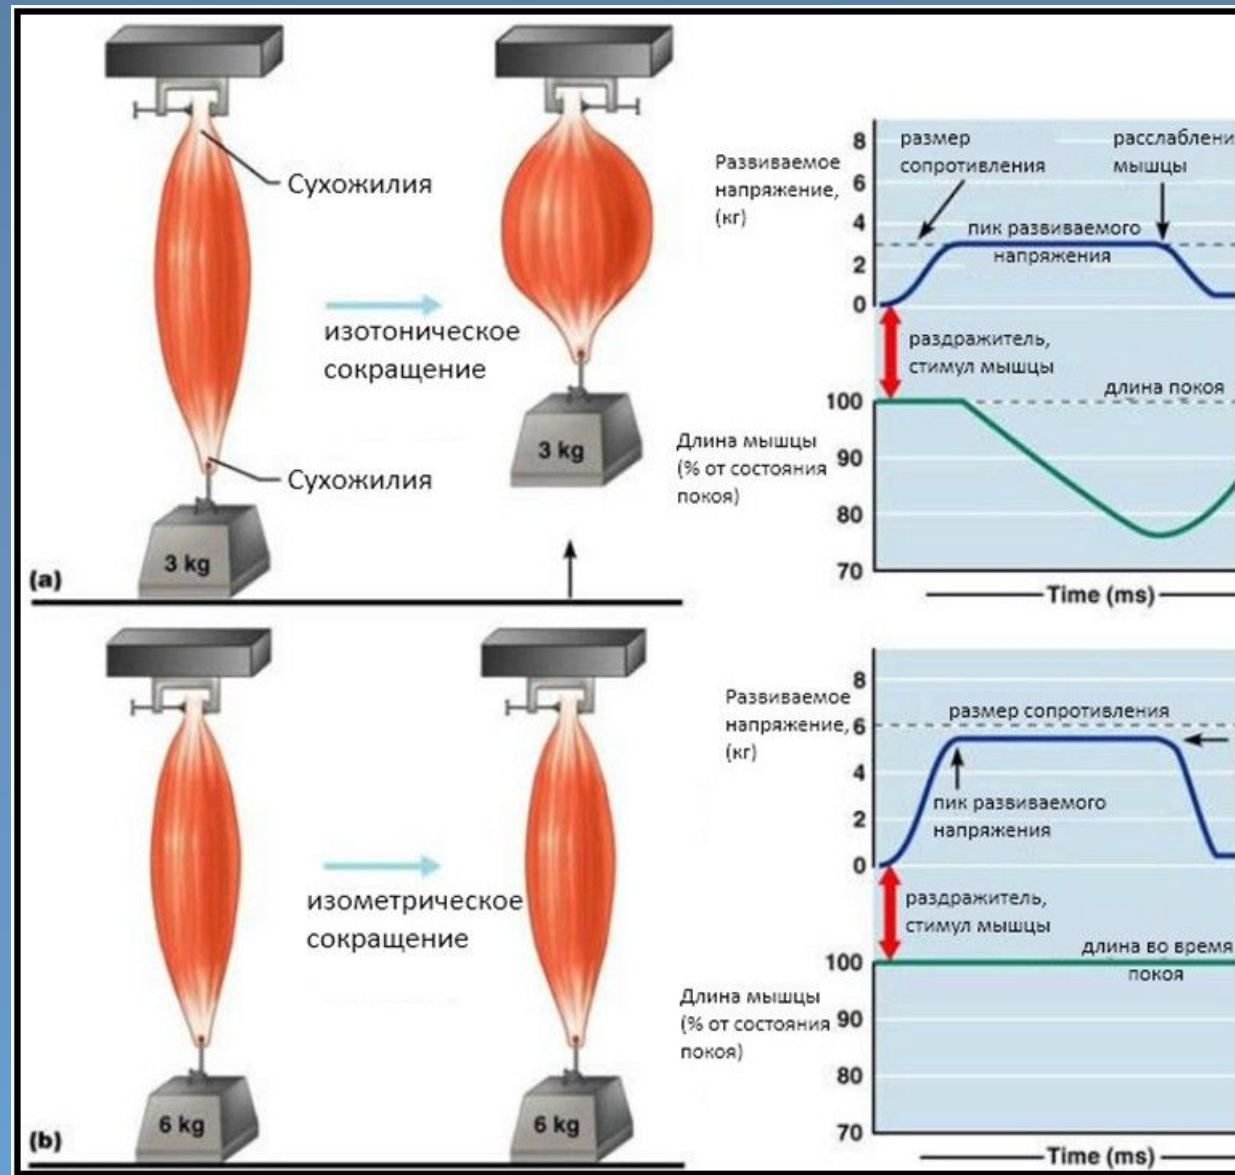 Сухожилия
изотоническое
сокращение
Сухожилия
3 kg
3 kg
(a)
Развиваемое
напряжение,
(кг)
8
6
4
2
0
размер
сопротивления
расслаблени
мышцы
пик развиваемого
напряжения
раздражитель,
стимул мышцы
Длина мышцы
(% от состояния
покоя)
100
90
80
70
длина покоя
Time (ms)
изометрическое
сокращение
6 kg
6 kg
(b)
Развиваемое
напряжение,
(кг)
8
6
4
2
0
размер сопротивления
пик развиваемого
напряжения
раздражитель,
стимул мышцы
Длина мышцы
(% от состояния
покоя)
100
90
80
70
длина во время
покоя
Time (ms)